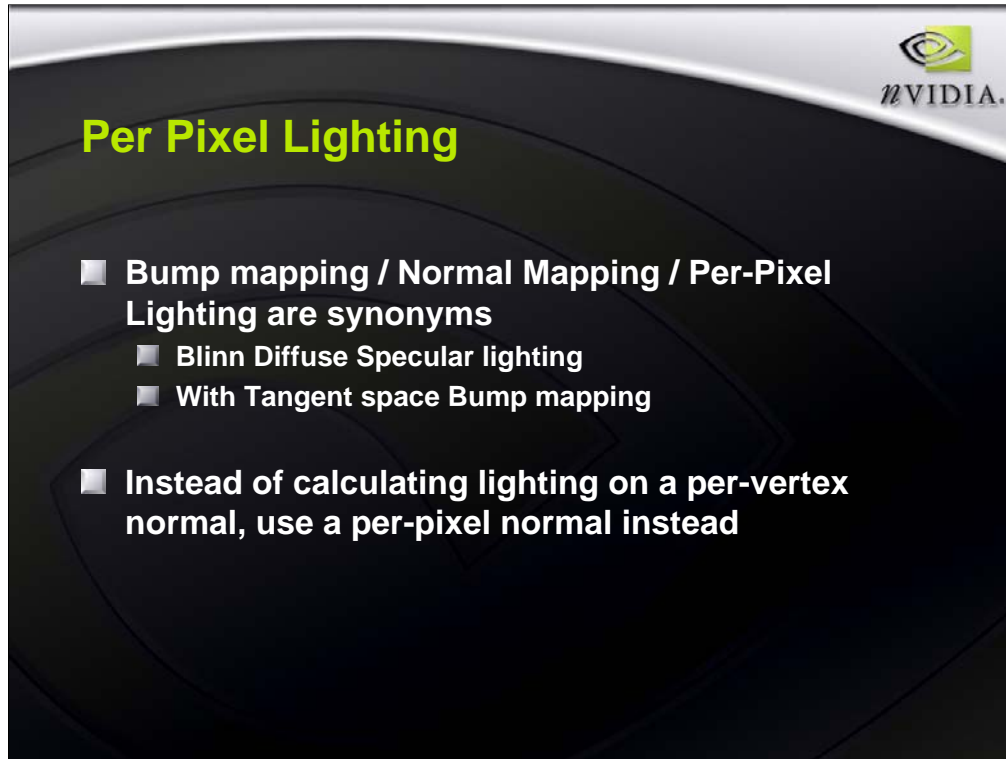 nVIDIA.
Per Pixel Lighting
Bump mapping / Normal Mapping / Per-Pixel
Lighting are synonyms
Blinn Diffuse Specular lighting
With Tangent space Bump mapping
Instead of calculating lighting on a per-vertex
normal, use a per-pixel normal instead